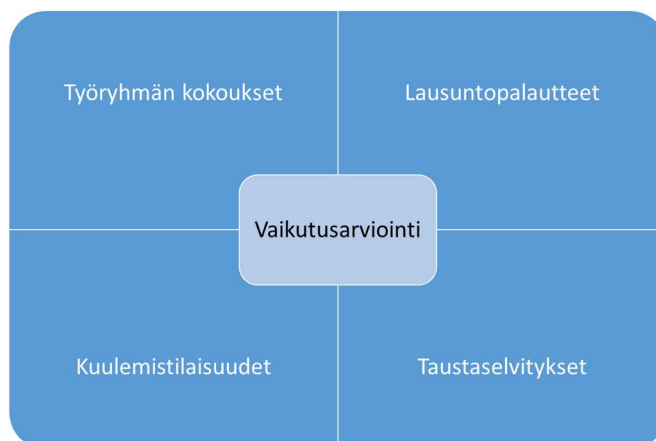 Työryhmän kokoukset
Lausuntopalautteet
Vaikutusarviointi
Kuulemistilaisuudet
Taustaselvitykset